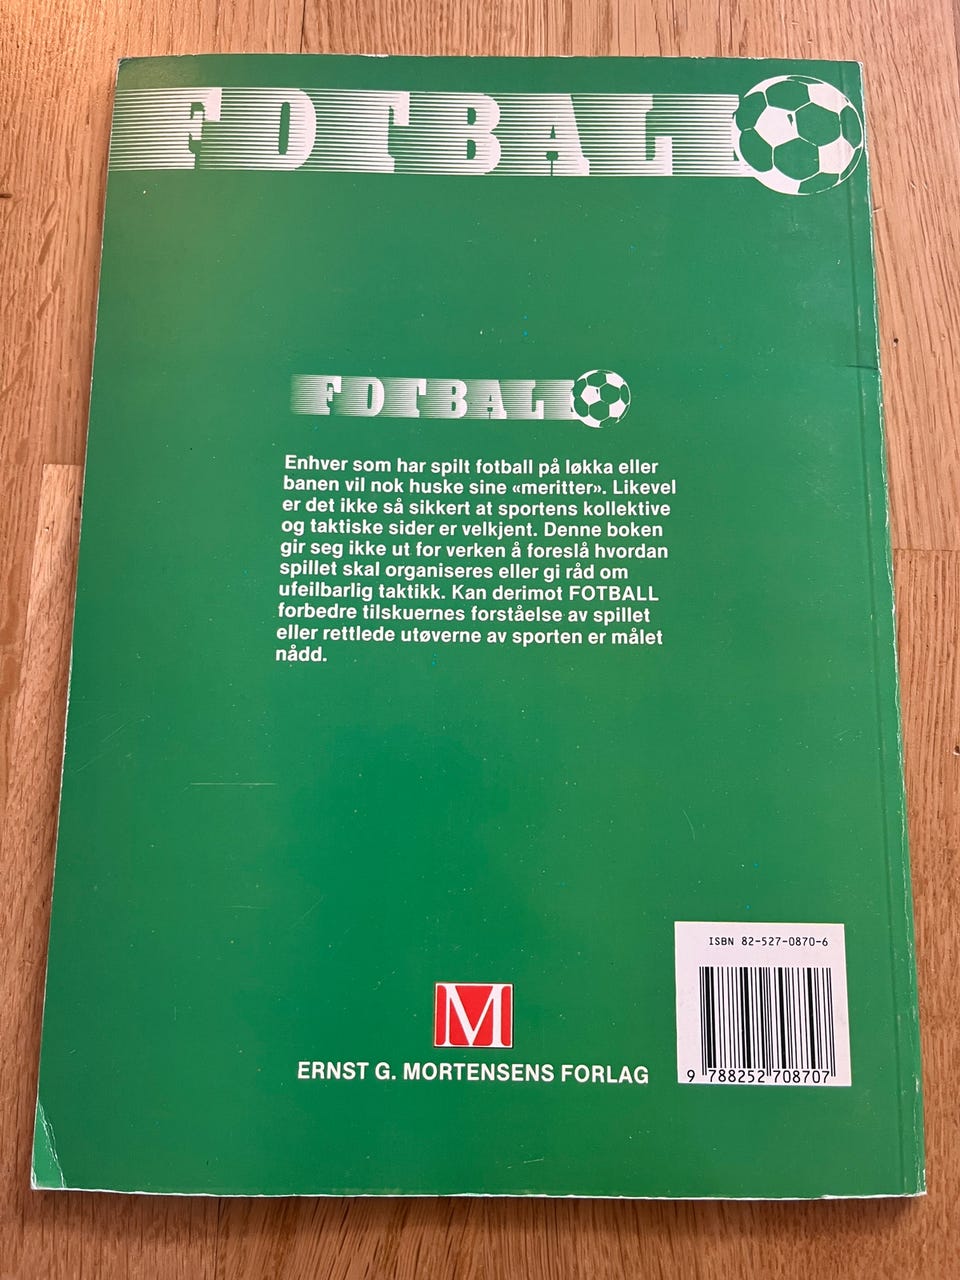 FOTBALL
FOTBALL
Enhver som har spilt fotball på løkka eller
banen vil nok huske sine «meritter». Likevel
er det ikke så sikkert at sportens kollektive
og taktiske sider er velkjent. Denne boken
gir seg ikke ut for verken å foreslå hvordan
spillet skal organiseres eller gi råd om
ufeilbarlig taktikk. Kan derimot FOTBALL
forbedre tilskuernes forståelse av spillet
eller rettlede utøverne av sporten er målet
nådd.
ISBN 82-527-0870-6
9 788252 708707
M
ERNST G. MORTENSENS FORLAG